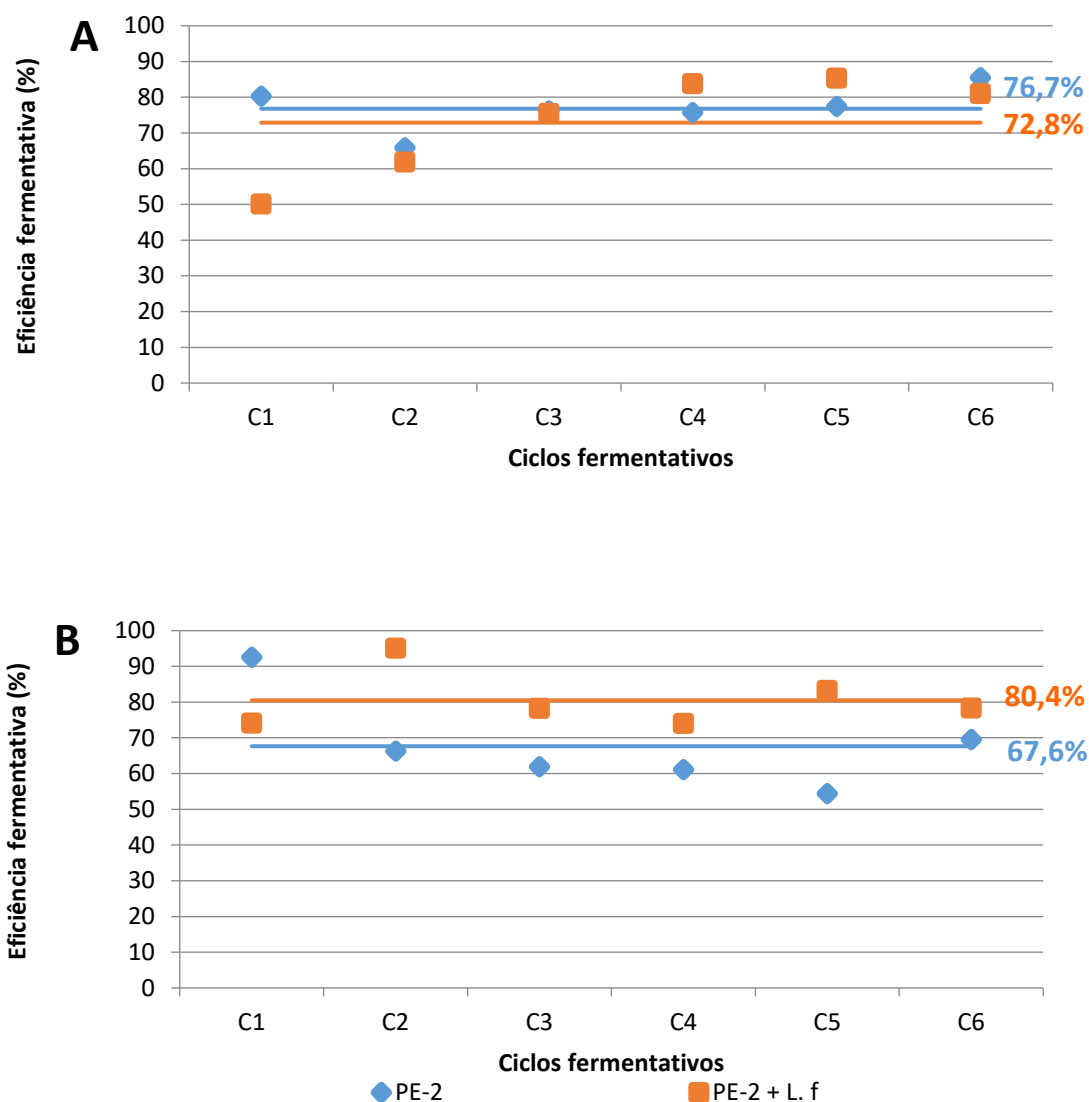 A
Eficiência fermentativa (%)
100
90
80
70
60
50
40
30
20
10
0
76,7%
72,8%
C1 C2 C3 C4 C5 C6
Ciclos fermentativos
B
Eficiência fermentativa (%)
100
90
80
70
60
50
40
30
20
10
0
80,4%
67,6%
C1 C2 C3 C4 C5 C6
Ciclos fermentativos
PE-2 PE-2 + L. f